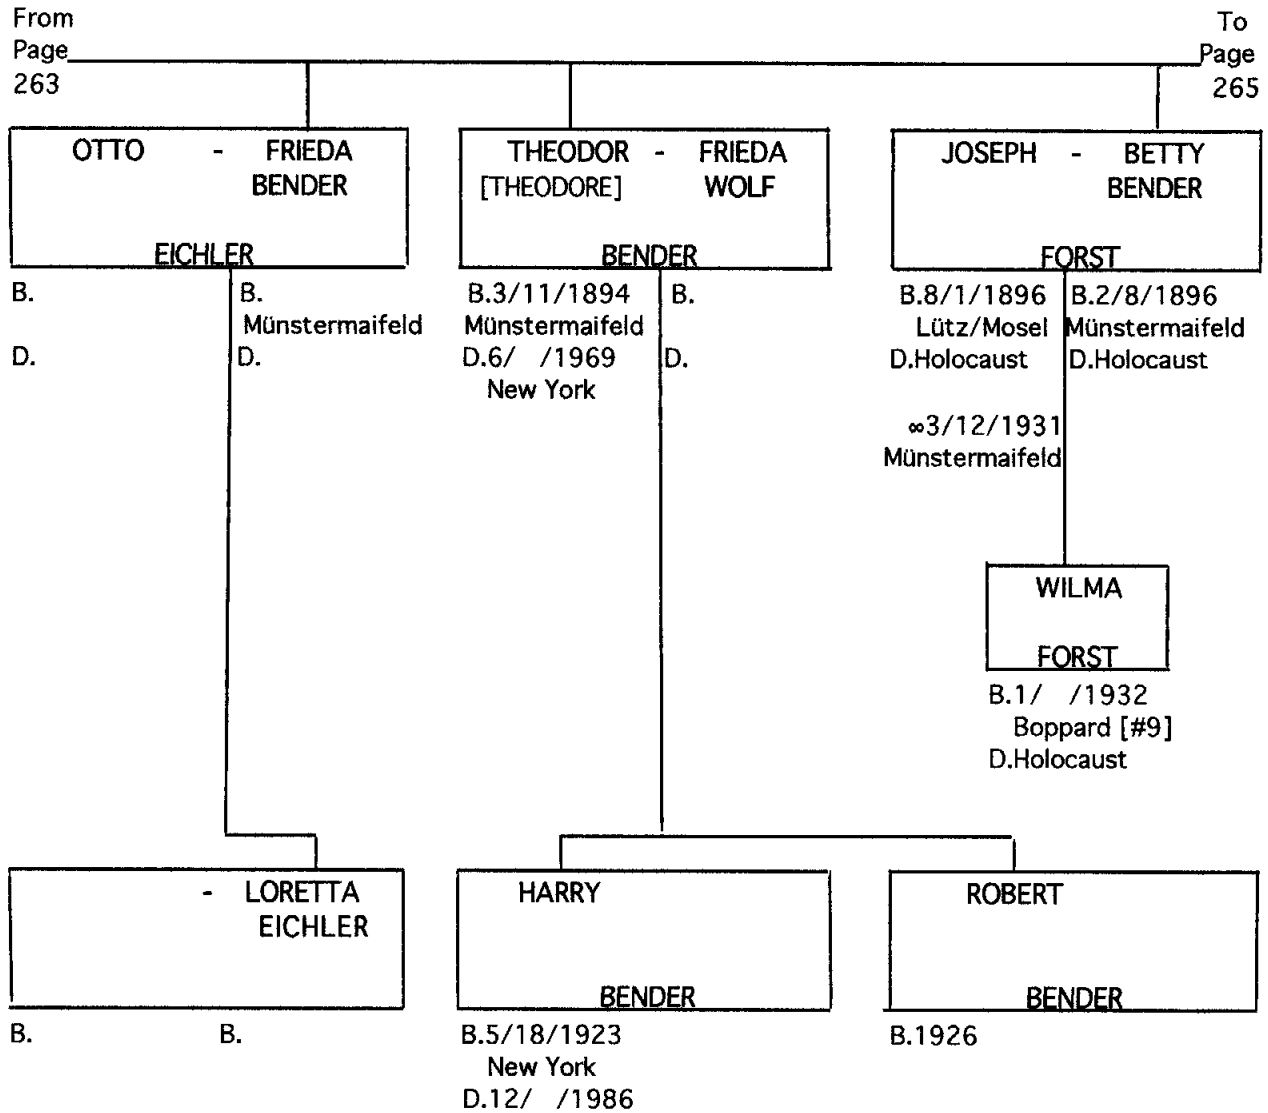 From
Page
263
To
Page
265
OTTO - FRIEDA
BENDER
EICHLER
B. B.
Münstermaifeld
D. D.
THEODOR - FRIEDA
[THEODORE] WOLF
BENDER
B.3/11/1894 B.
Münstermaifeld
D.6/ /1969 D.
New York
JOSEPH - BETTY
BENDER
FORST
B.8/1/1896 B.2/8/1896
Lütz/Mosel Münstermaifeld
D.Holocaust D.Holocaust
∞3/12/1931
Münstermaifeld
WILMA
FORST
B.1/ /1932
Boppard [#9]
D.Holocaust
- LORETTA
EICHLER
B. B.
HARRY
BENDER
B.5/18/1923
New York
D.12/ /1986
ROBERT
BENDER
B.1926